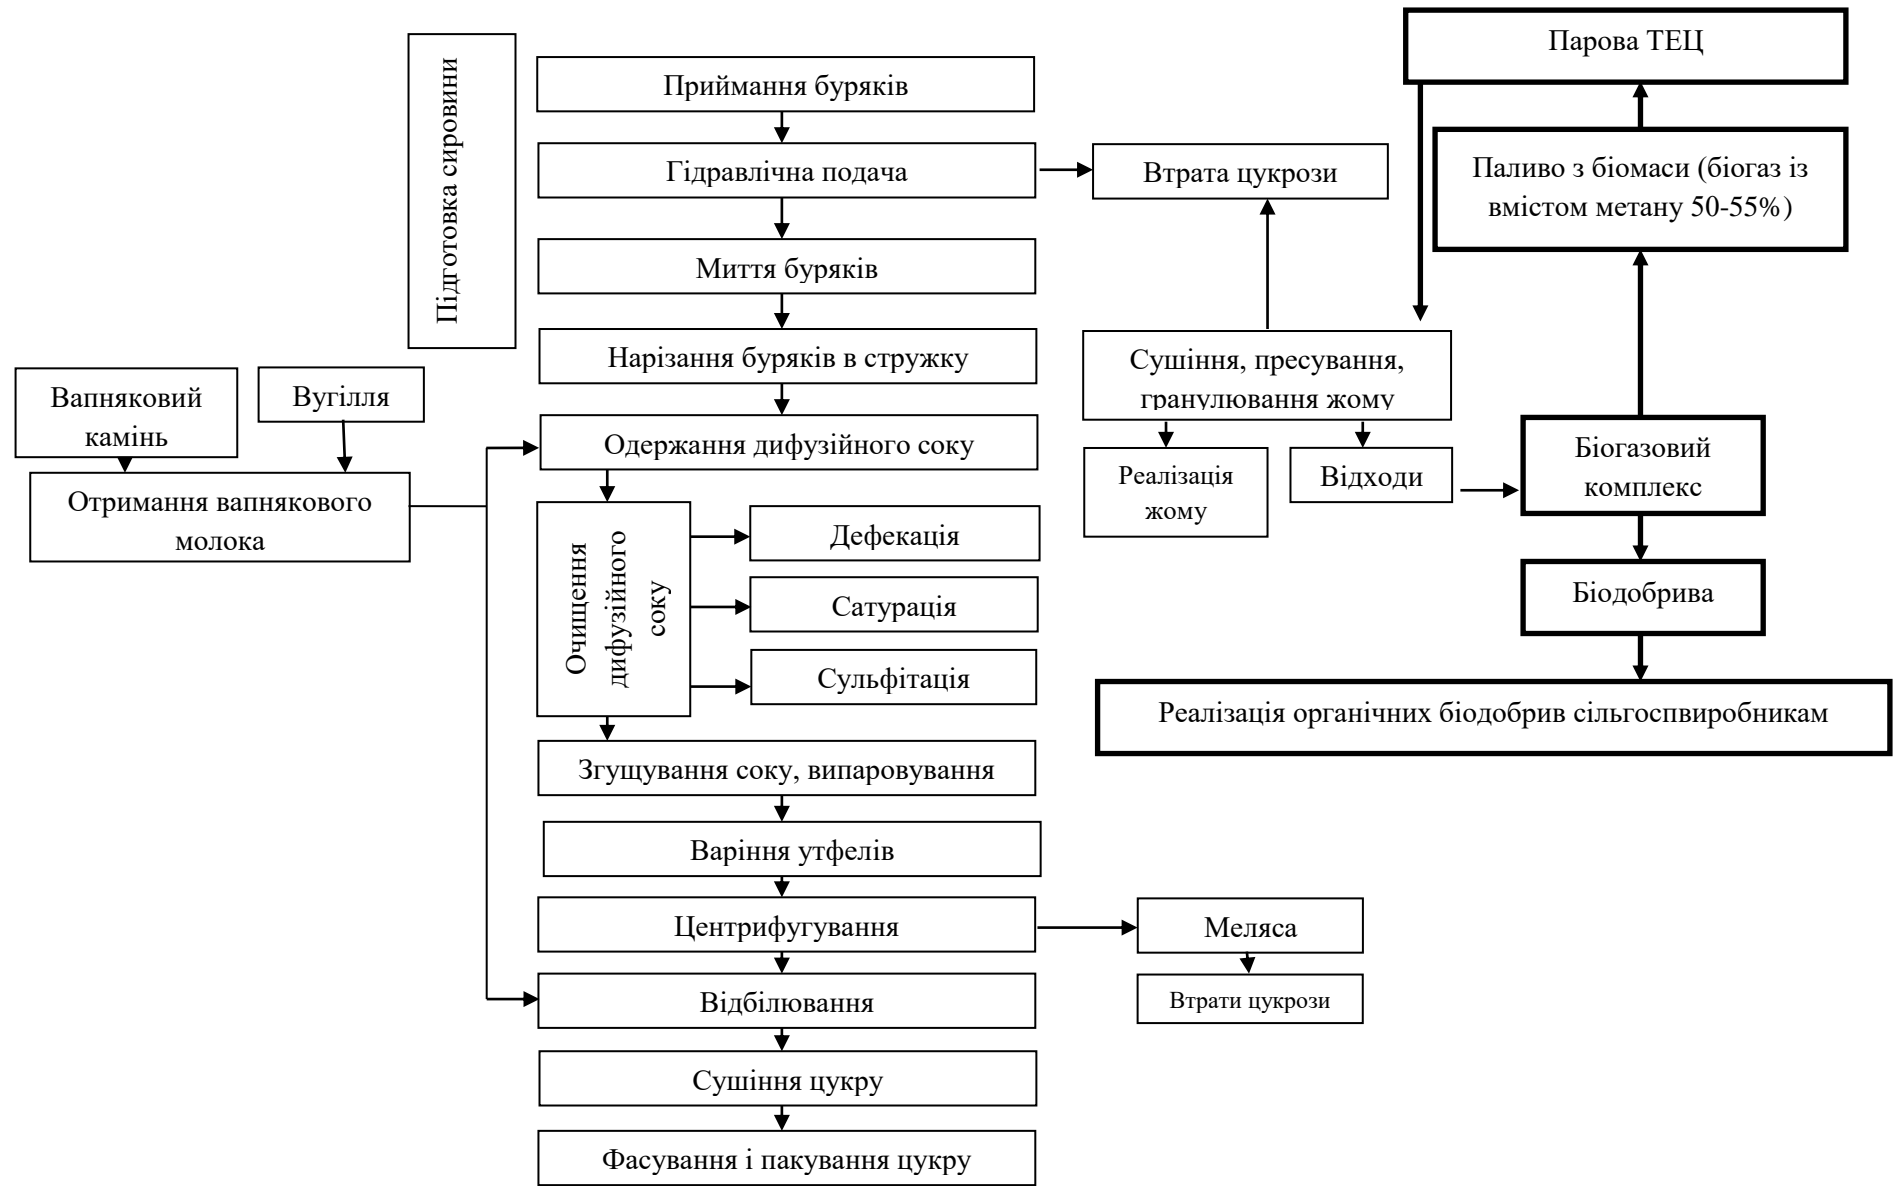 Парова ТЕЦ
Підготовка сировини
Приймання буряків
Паливо з біомаси (біогаз із
вмістом метану 50-55%)
Гідравлічна подача
Втрата цукрози
Миття буряків
Нарізання буряків в стружку
Сушіння, пресування,
гранулювання жому
Вапняковий
камінь
Вугілля
Одержання дифузійного соку
Реалізація
жому
Відходи
Біогазовий
комплекс
Отримання вапнякового
молока
Очищення
дифузійного
соку
Дефекація
Сатурація
Сульфітація
Біодобрива
Реалізація органічних біодобрив сільгоспвиробникам
Згущування соку, випаровування
Варіння утфелів
Центрифугування
Меляса
Відбілювання
Втрати цукрози
Сушіння цукру
Фасування і пакування цукру